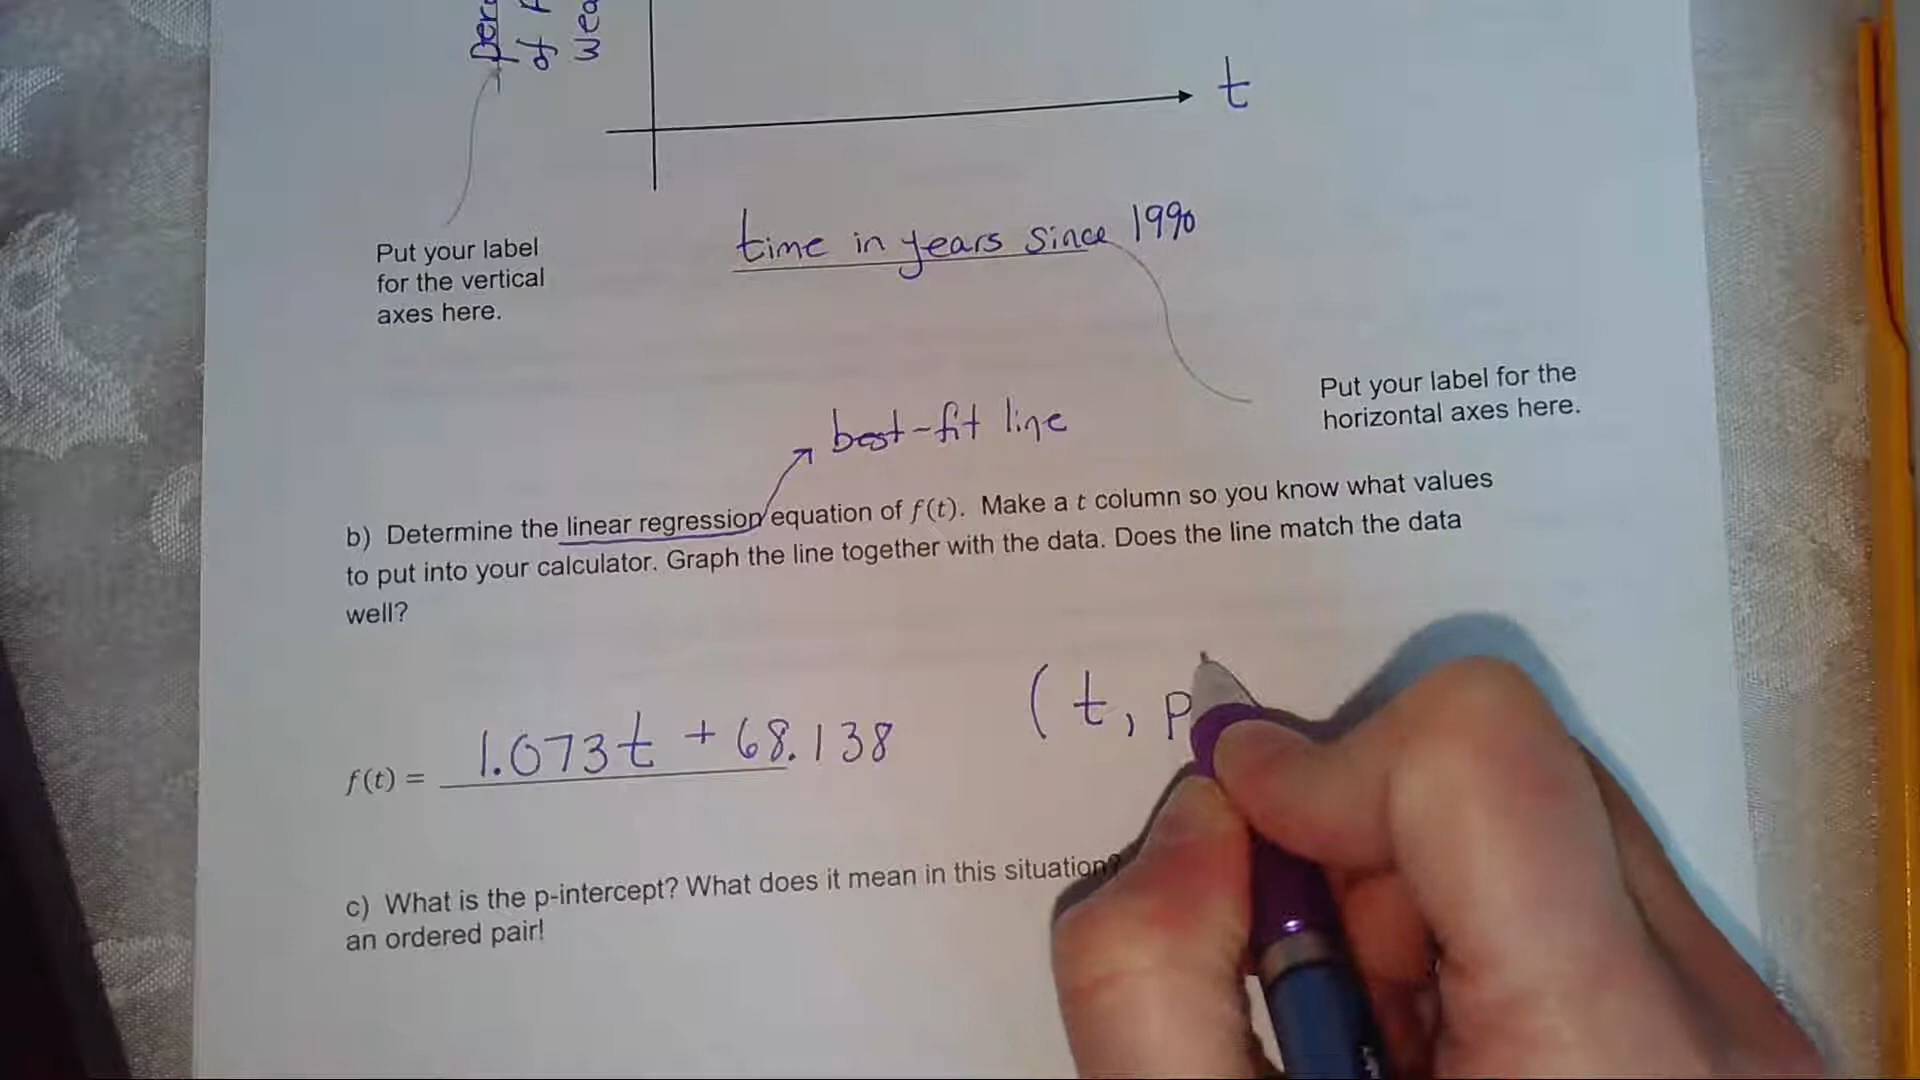 of
t
time in years since 1990
Put your label
for the vertical
axes here.
Put your label for the
horizontal axes here.
best-fit line
b) Determine the linear regression equation of f(t). Make a t column so you know what values
to put into your calculator. Graph the line together with the data. Does the line match the data
well?
(t, p
f(t) = 1.073t + 68.138
c) What is the p-intercept? What does it mean in this situation?
an ordered pair!